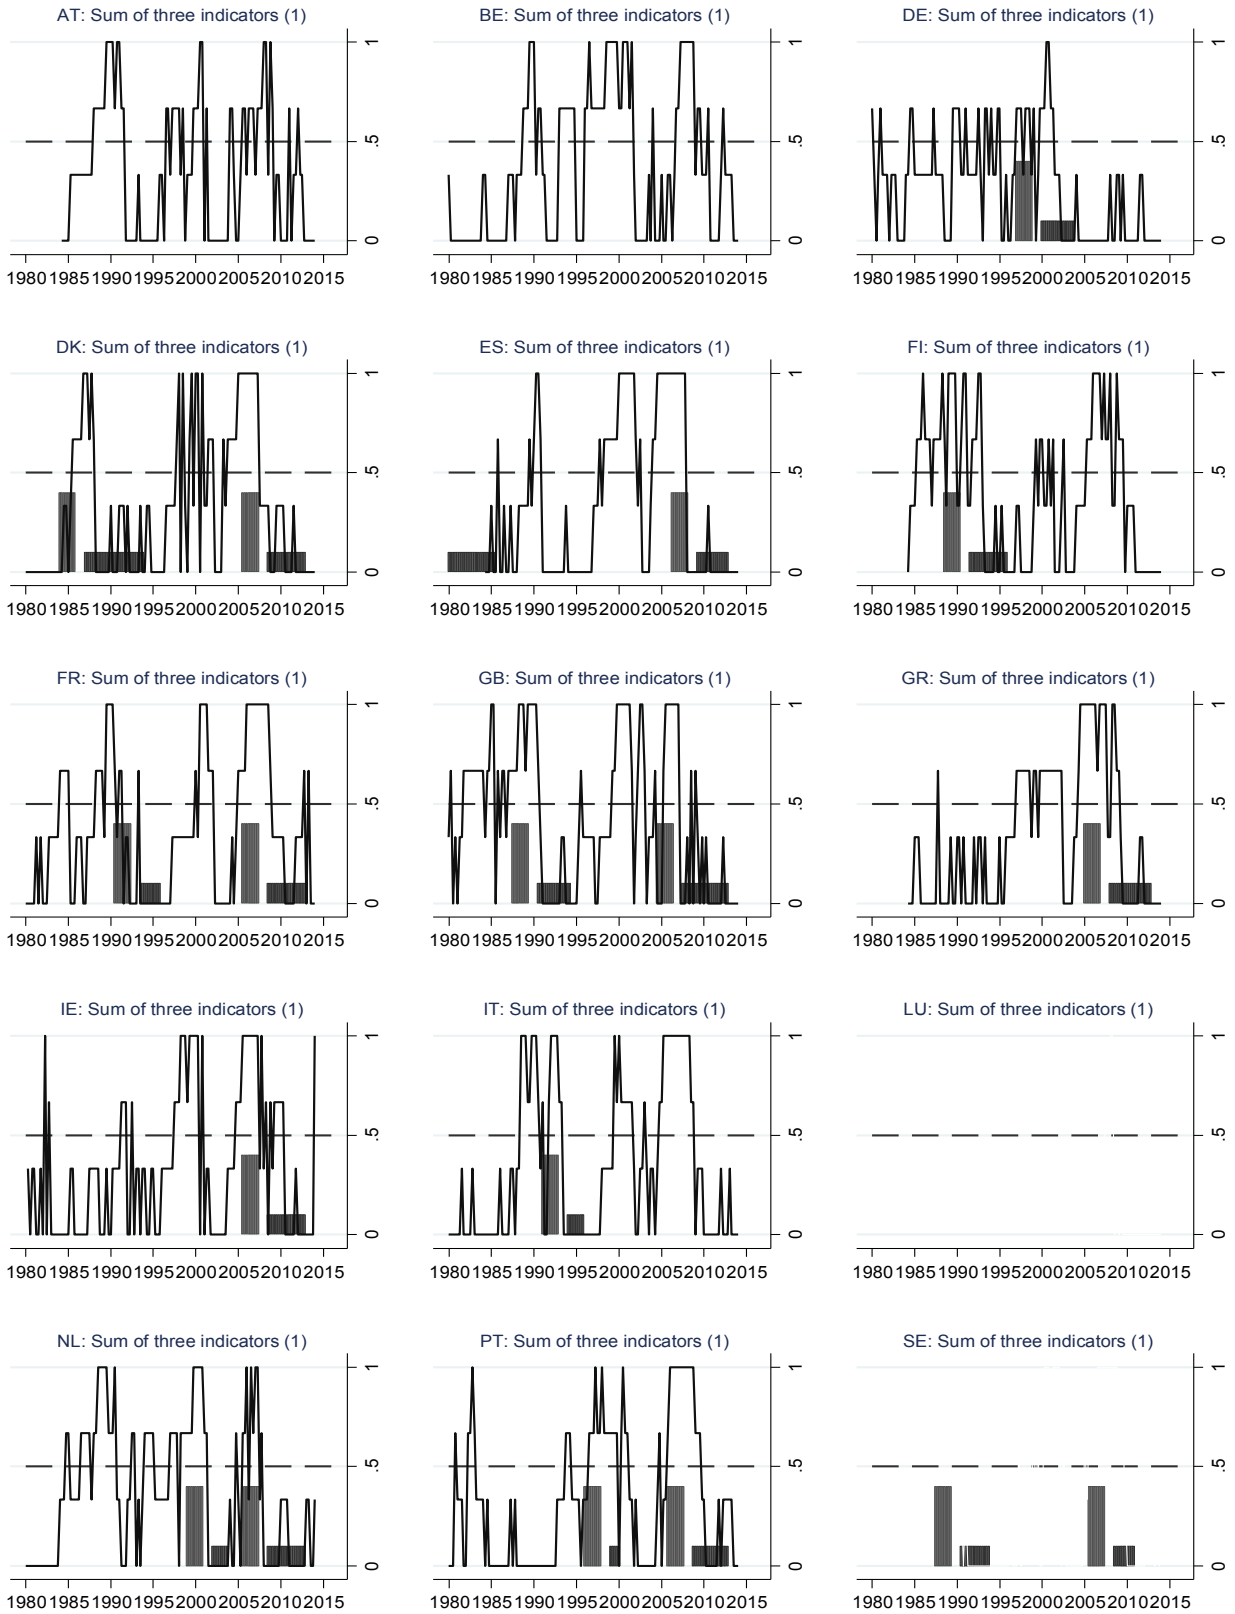 AT: Sum of three indicators (1)
BE: Sum of three indicators (1)
DE: Sum of three indicators (1)
0 .5 1
0 .5 1
0 .5 1
1980 1985 1990 1995 2000 2005 2010 2015
1980 1985 1990 1995 2000 2005 2010 2015
1980 1985 1990 1995 2000 2005 2010 2015
DK: Sum of three indicators (1)
ES: Sum of three indicators (1)
FI: Sum of three indicators (1)
0 .5 1
0 .5 1
0 .5 1
1980 1985 1990 1995 2000 2005 2010 2015
1980 1985 1990 1995 2000 2005 2010 2015
1980 1985 1990 1995 2000 2005 2010 2015
FR: Sum of three indicators (1)
GB: Sum of three indicators (1)
GR: Sum of three indicators (1)
0 .5 1
0 .5 1
0 .5 1
1980 1985 1990 1995 2000 2005 2010 2015
1980 1985 1990 1995 2000 2005 2010 2015
1980 1985 1990 1995 2000 2005 2010 2015
IE: Sum of three indicators (1)
IT: Sum of three indicators (1)
LU: Sum of three indicators (1)
0 .5 1
0 .5 1
0 .5 1
1980 1985 1990 1995 2000 2005 2010 2015
1980 1985 1990 1995 2000 2005 2010 2015
1980 1985 1990 1995 2000 2005 2010 2015
NL: Sum of three indicators (1)
PT: Sum of three indicators (1)
SE: Sum of three indicators (1)
0 .5 1
0 .5 1
0 .5 1
1980 1985 1990 1995 2000 2005 2010 2015
1980 1985 1990 1995 2000 2005 2010 2015
1980 1985 1990 1995 2000 2005 2010 2015